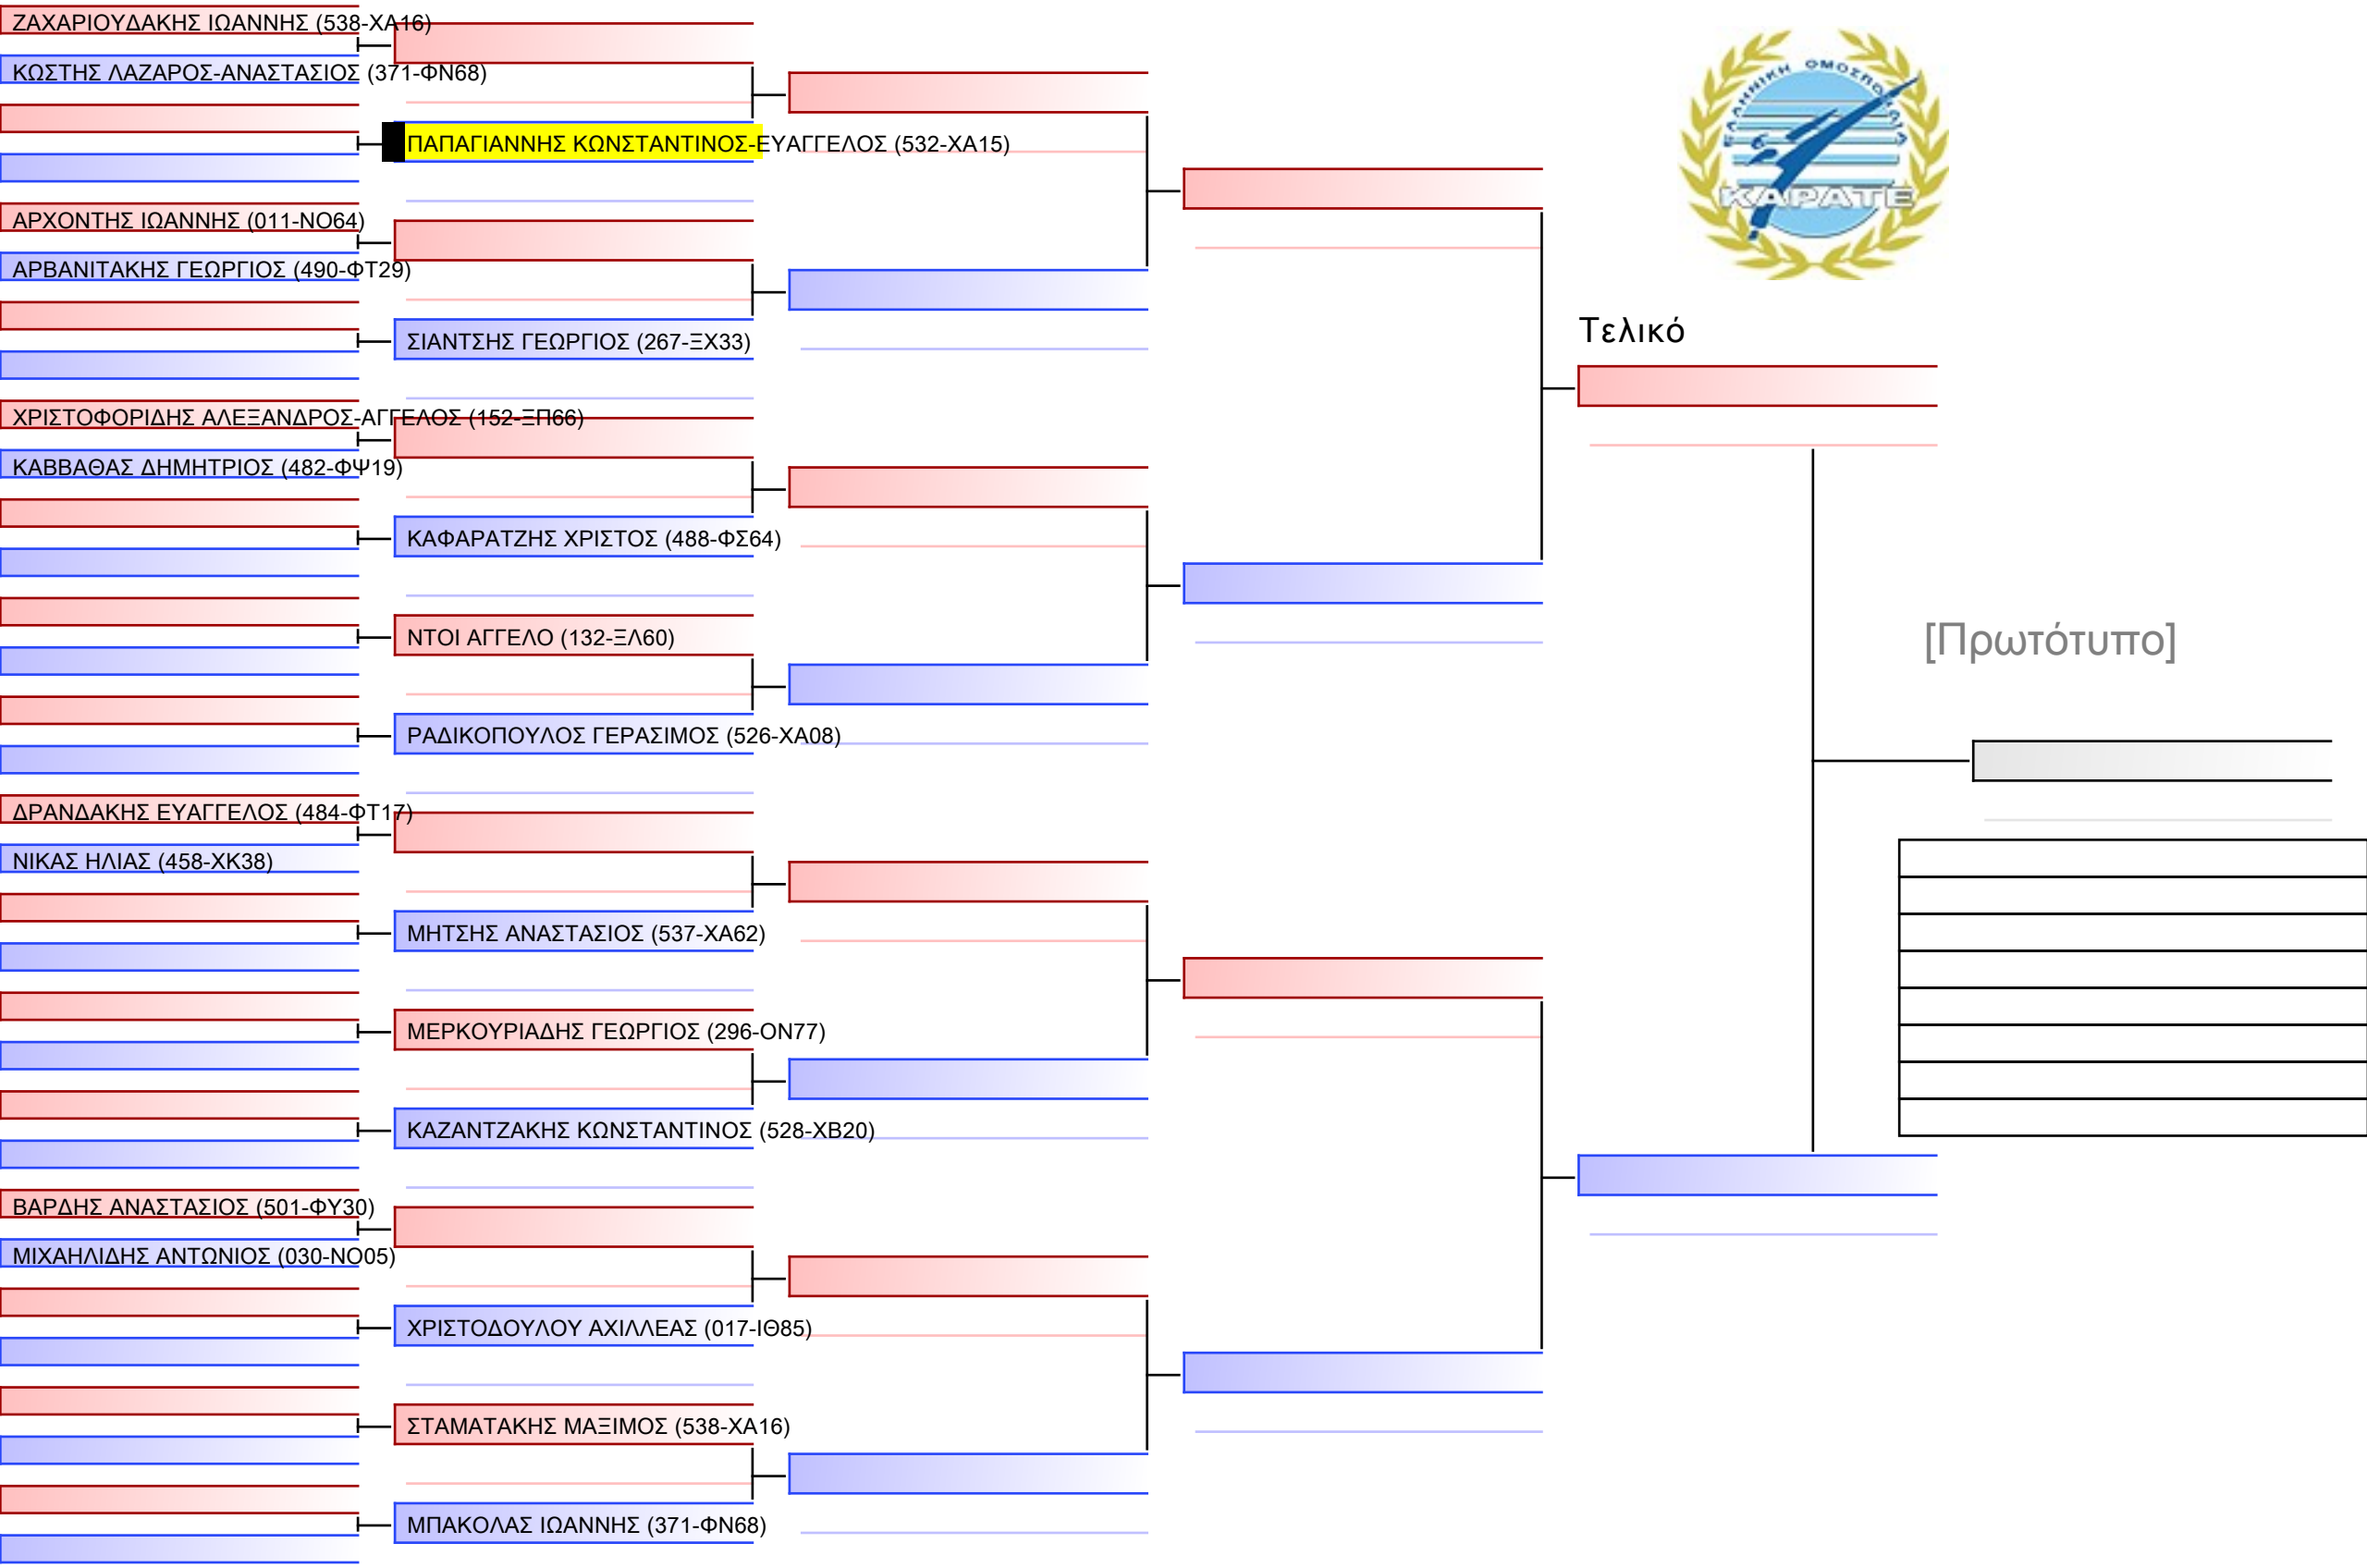 ΖΑΧΑΡΙΟΥΔΑΚΗΣ ΙΩΑΝΝΗΣ (538-ΧΑ16)
ΚΩΣΤΗΣ ΛΑΖΑΡΟΣ-ΑΝΑΣΤΑΣΙΟΣ (371-ΦΝ68)
ΑΡΧΟΝΤΗΣ ΙΩΑΝΝΗΣ (011-ΝΟ64)
ΑΡΒΑΝΙΤΑΚΗΣ ΓΕΩΡΓΙΟΣ (490-ΦΤ29)
ΧΡΙΣΤΟΦΟΡΙΔΗΣ ΑΛΕΞΑΝΔΡΟΣ-ΑΓΓΕΛΟΣ (152-ΞΠ66)
ΚΑΒΒΑΘΑΣ ΔΗΜΗΤΡΙΟΣ (482-ΦΨ19)
ΔΡΑΝΔΑΚΗΣ ΕΥΑΓΓΕΛΟΣ (484-ΦΤ17)
ΝΙΚΑΣ ΗΛΙΑΣ (458-ΧΚ38)
ΒΑΡΔΗΣ ΑΝΑΣΤΑΣΙΟΣ (501-ΦΥ30)
ΜΙΧΑΗΛΙΔΗΣ ΑΝΤΩΝΙΟΣ (030-ΝΟ05)
ΠΑΠΑΓΙΑΝΝΗΣ ΚΩΝΣΤΑΝΤΙΝΟΣ-ΕΥΑΓΓΕΛΟΣ (532-ΧΑ15)
ΣΙΑΝΤΣΗΣ ΓΕΩΡΓΙΟΣ (267-ΞΧ33)
ΚΑΦΑΡΑΤΖΗΣ ΧΡΙΣΤΟΣ (488-ΦΣ64)
ΝΤΟΙ ΑΓΓΕΛΟ (132-ΞΛ60)
ΡΑΔΙΚΟΠΟΥΛΟΣ ΓΕΡΑΣΙΜΟΣ (526-ΧΑ08)
ΜΗΤΣΗΣ ΑΝΑΣΤΑΣΙΟΣ (537-ΧΑ62)
ΜΕΡΚΟΥΡΙΑΔΗΣ ΓΕΩΡΓΙΟΣ (296-ΟΝ77)
ΚΑΖΑΝΤΖΑΚΗΣ ΚΩΝΣΤΑΝΤΙΝΟΣ (528-ΧΒ20)
ΧΡΙΣΤΟΔΟΥΛΟΥ ΑΧΙΛΛΕΑΣ (017-ΙΘ85)
ΣΤΑΜΑΤΑΚΗΣ ΜΑΞΙΜΟΣ (538-ΧΑ16)
ΜΠΑΚΟΛΑΣ ΙΩΑΝΝΗΣ (371-ΦΝ68)
ΕΛΛΗΝΙΚΗ ΟΜΟΣΠΟΝΔΙΑ
ΚΑΡΑΤΕ
Τελικό
[Πρωτότυπο]